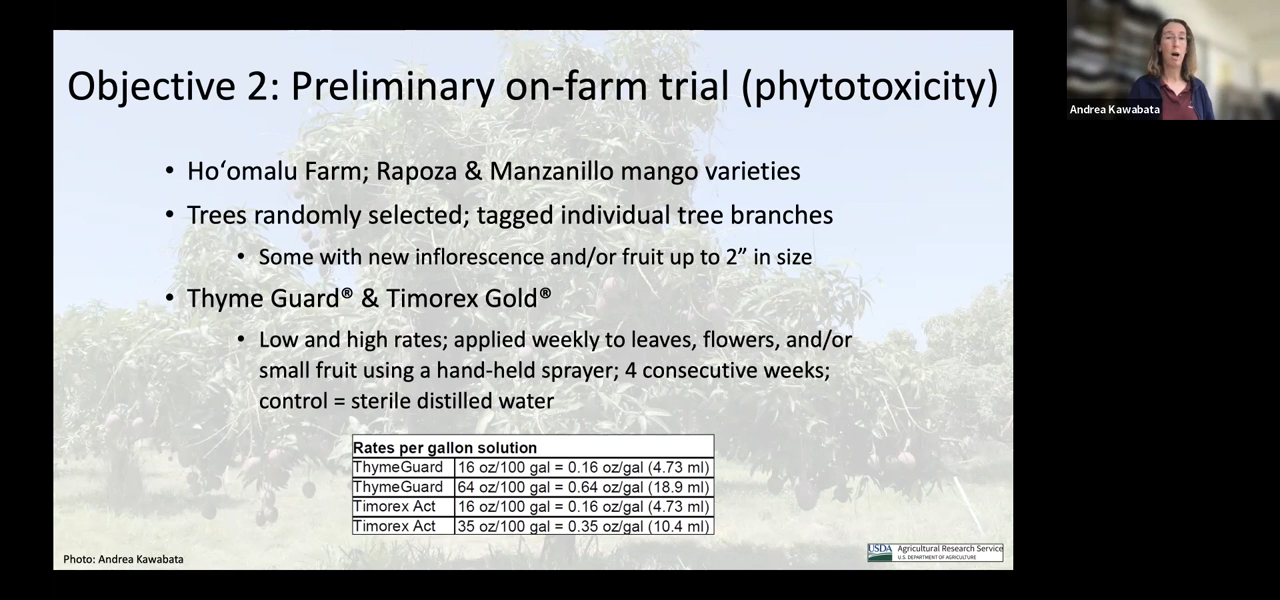 Objective 2: Preliminary on-farm trial (phytotoxicity)
• Hoʻomalu Farm; Rapoza & Manzanillo mango varieties
• Trees randomly selected; tagged individual tree branches
• Some with new inflorescence and/or fruit up to 2” in size
• Thyme Guard® & Timorex Gold®
• Low and high rates; applied weekly to leaves, flowers, and/or
small fruit using a hand-held sprayer; 4 consecutive weeks;
control = sterile distilled water
Rates per gallon solution
ThymeGuard 16 oz/100 gal = 0.16 oz/gal (4.73 ml)
ThymeGuard 64 oz/100 gal = 0.64 oz/gal (18.9 ml)
Timorex Act 16 oz/100 gal = 0.16 oz/gal (4.73 ml)
Timorex Act 35 oz/100 gal = 0.35 oz/gal (10.4 ml)
Photo: Andrea Kawabata
USDA Agricultural Research Service
U.S. DEPARTMENT OF AGRICULTURE
Andrea Kawabata